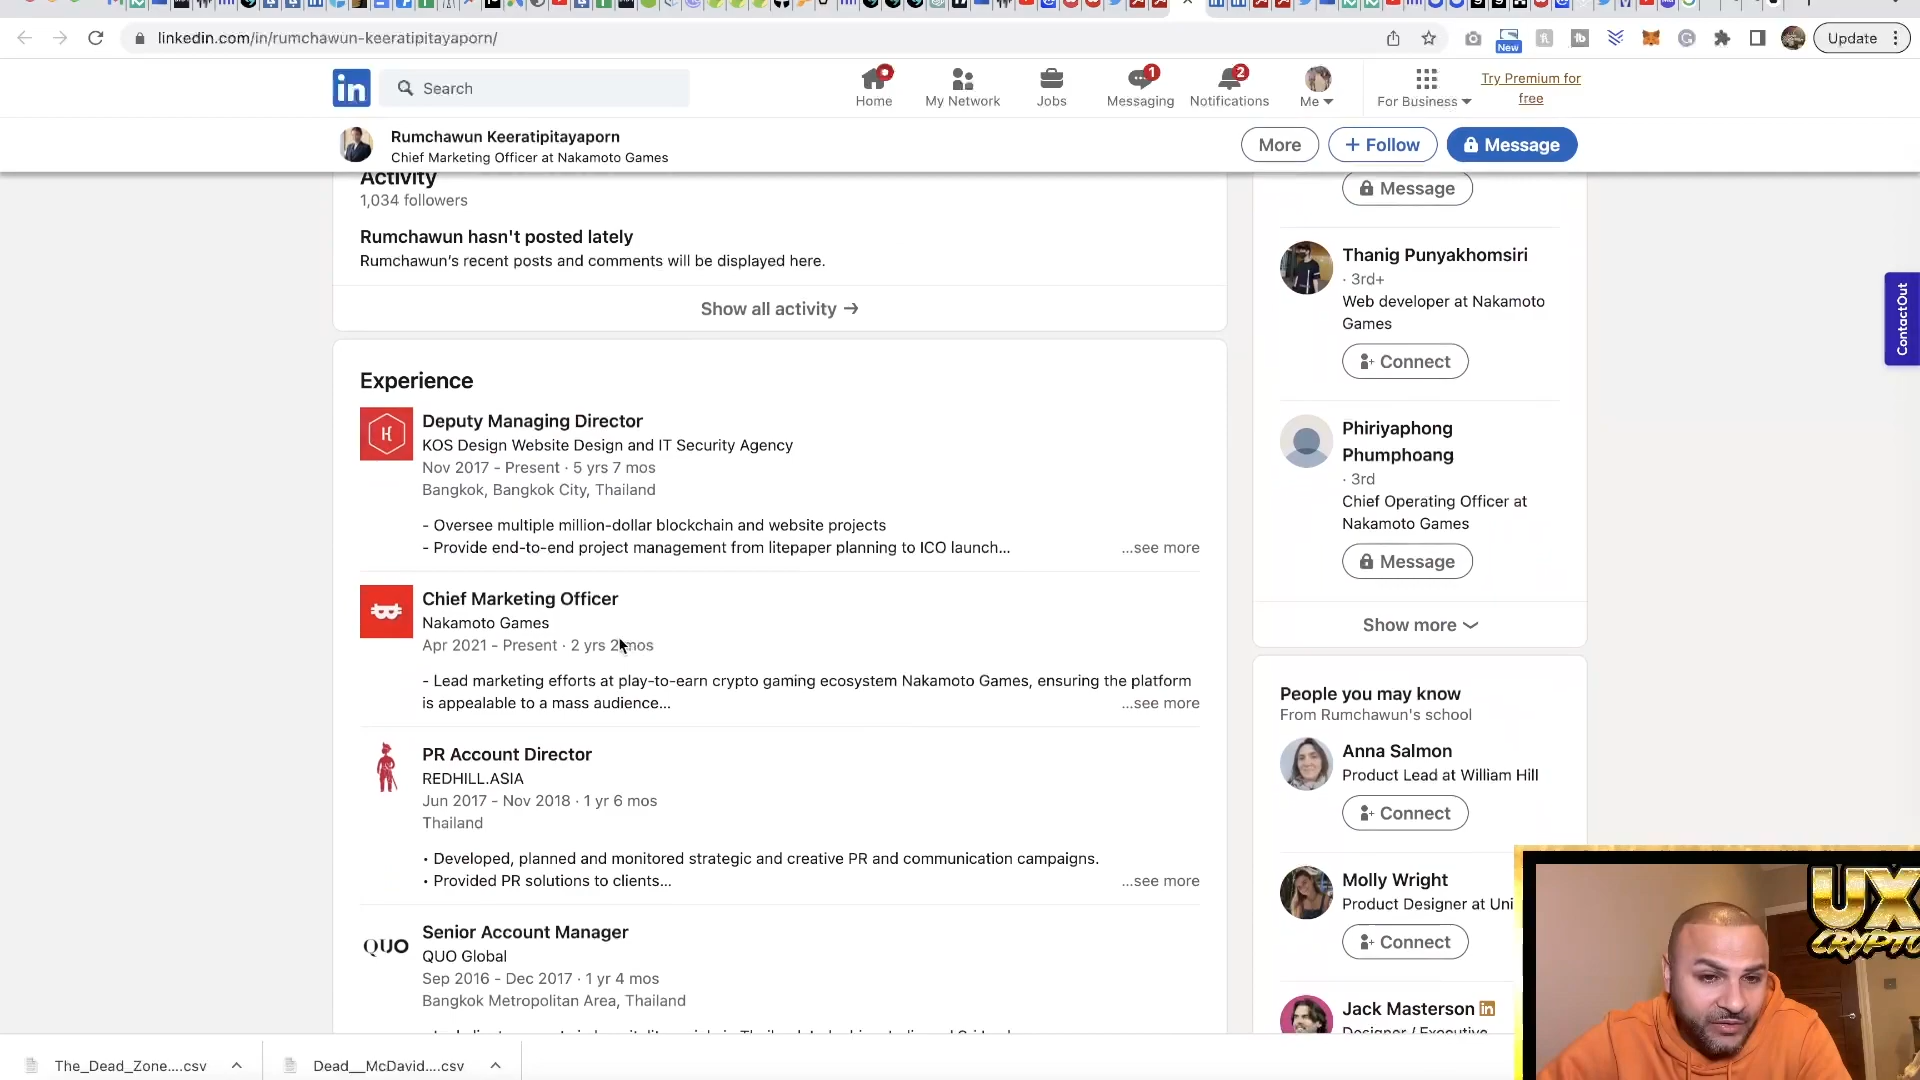 linkedin.com/in/rumchawun-keeratipitayaporn/
New
Update
in
Search
Home
My Network
Jobs
1
Messaging
2
Notifications
Me
For Business
Try Premium for
free
Rumchawun Keeratipitayaporn
Chief Marketing Officer at Nakamoto Games
More
+ Follow
Message
Activity
1,034 followers
Rumchawun hasn't posted lately
Rumchawun's recent posts and comments will be displayed here.
Show all activity →
Experience
Deputy Managing Director
KOS Design Website Design and IT Security Agency
Nov 2017 - Present · 5 yrs 7 mos
Bangkok, Bangkok City, Thailand
- Oversee multiple million-dollar blockchain and website projects
- Provide end-to-end project management from litepaper planning to ICO launch...
...see more
Chief Marketing Officer
Nakamoto Games
Apr 2021 - Present · 2 yrs 2 mos
- Lead marketing efforts at play-to-earn crypto gaming ecosystem Nakamoto Games, ensuring the platform
is appealable to a mass audience...
...see more
PR Account Director
REDHILL.ASIA
Jun 2017 - Nov 2018 · 1 yr 6 mos
Thailand
• Developed, planned and monitored strategic and creative PR and communication campaigns.
• Provided PR solutions to clients...
...see more
QUO
Senior Account Manager
QUO Global
Sep 2016 - Dec 2017 · 1 yr 4 mos
Bangkok Metropolitan Area, Thailand
Message
Thanig Punyakhomsiri
· 3rd+
Web developer at Nakamoto
Games
Connect
Phiriyaphong
Phumphoang
· 3rd
Chief Operating Officer at
Nakamoto Games
Message
Show more
People you may know
From Rumchawun's school
Anna Salmon
Product Lead at William Hill
Connect
Molly Wright
Product Designer at Uni
Connect
Jack Masterson in
Designer / Executive
ContactOut
UX
CRYPTO
The_Dead_Zone....csv
Dead__McDavid....csv